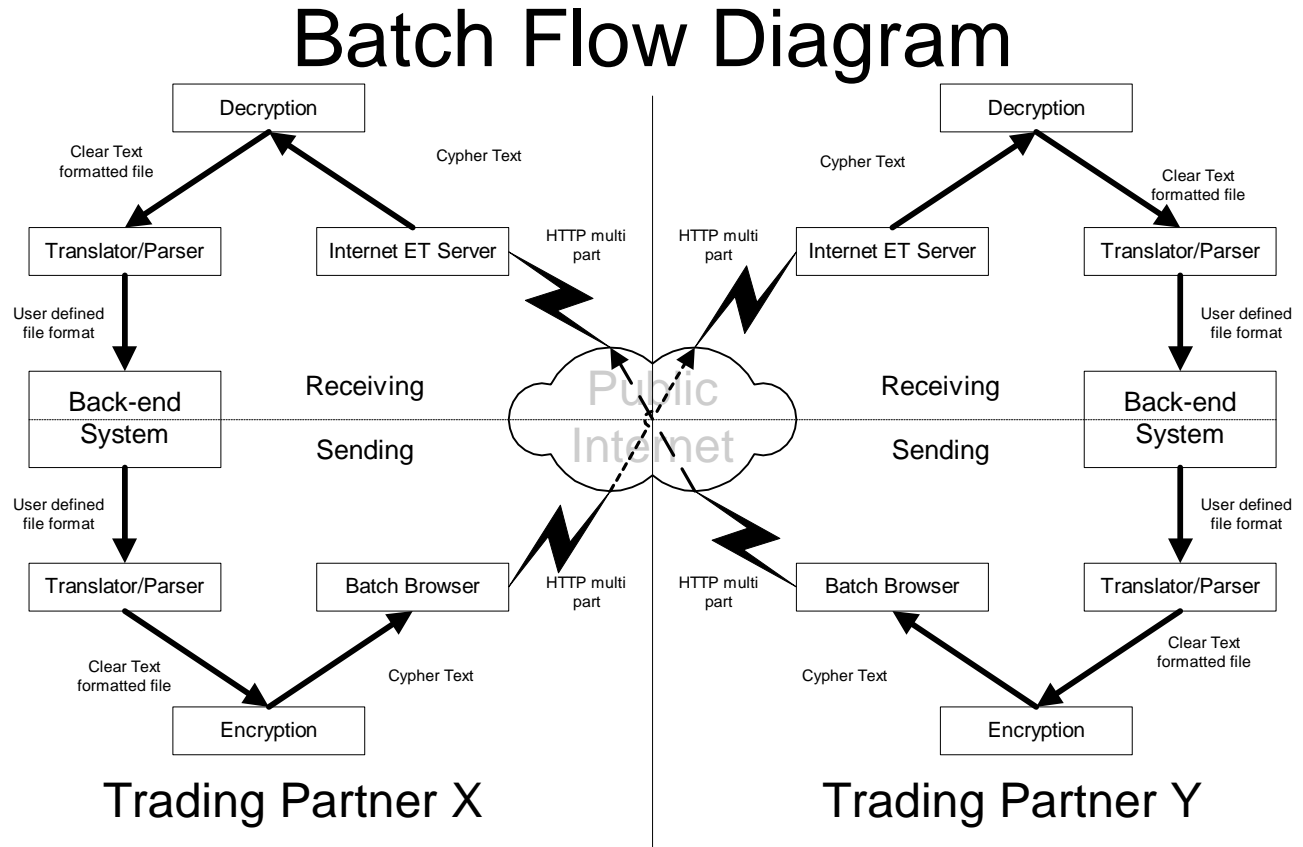 Batch Flow Diagram
Decryption
Decryption
Clear Text
formatted file
Cypher Text
Cypher Text
Clear Text
formatted file
Translator/Parser
Internet ET Server
HTTP multi
part
HTTP multi
part
Internet ET Server
Translator/Parser
User defined
file format
User defined
file format
Back-end
System
Receiving
Sending
Public
Internet
Receiving
Sending
Back-end
System
User defined
file format
User defined
file format
Translator/Parser
Batch Browser
HTTP multi
part
HTTP multi
part
Batch Browser
Translator/Parser
Clear Text
formatted file
Cypher Text
Cypher Text
Clear Text
formatted file
Encryption
Encryption
Trading Partner X
Trading Partner Y